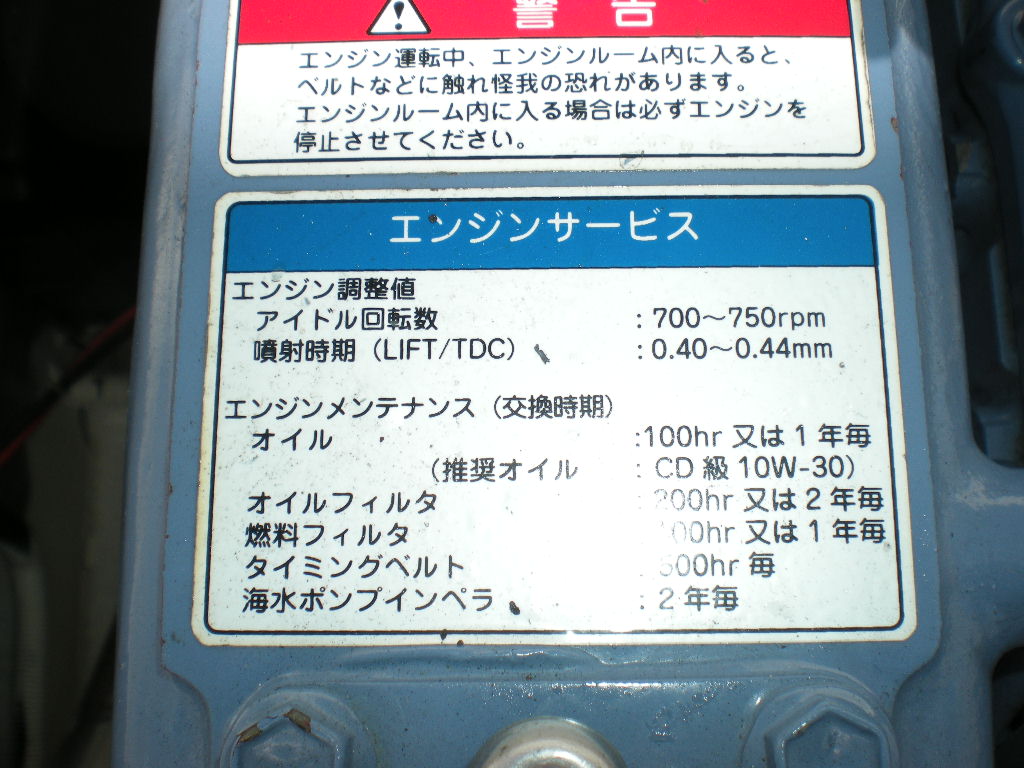 警告
エンジン運転中、エンジンルーム内に入ると、
ベルトなどに触れ怪我の恐れがあります。
エンジンルーム内に入る場合は必ずエンジンを
停止させてください。
エンジンサービス
エンジン調整値
アイドル回転数 : 700～750rpm
噴射時期（LIFT/TDC） : 0.40～0.44mm
エンジンメンテナンス（交換時期）
オイル :100hr 又は 1 年毎
（推奨オイル : CD 級 10W-30）
オイルフィルタ : 200hr 又は 2 年毎
燃料フィルタ 又は 1 年毎
タイミングベルト 毎
海水ポンプインペラ : 2 年毎